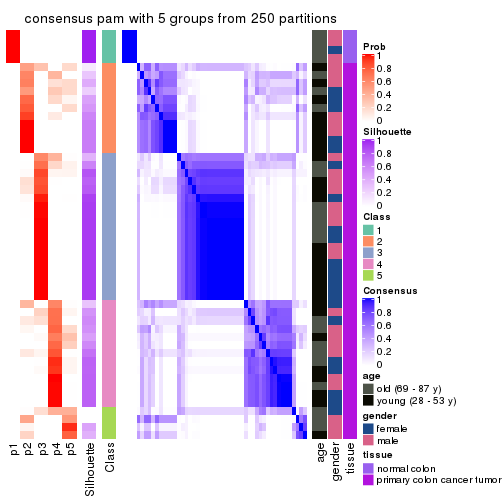 consensus pam with 5 groups from 250 partitions
Prob
1
0.8
0.6
0.4
0.2
0
Silhouette
1
0.8
0.6
0.4
0.2
0
Class
1
2
3
4
5
Consensus
1
0.8
0.6
0.4
0.2
0
age
old (69 - 87 y)
young (28 - 53 y)
gender
female
male
tissue
normal colon
primary colon cancer tumor
p1
p2
p3
p4
p5
Silhouette
Class
age
gender
tissue